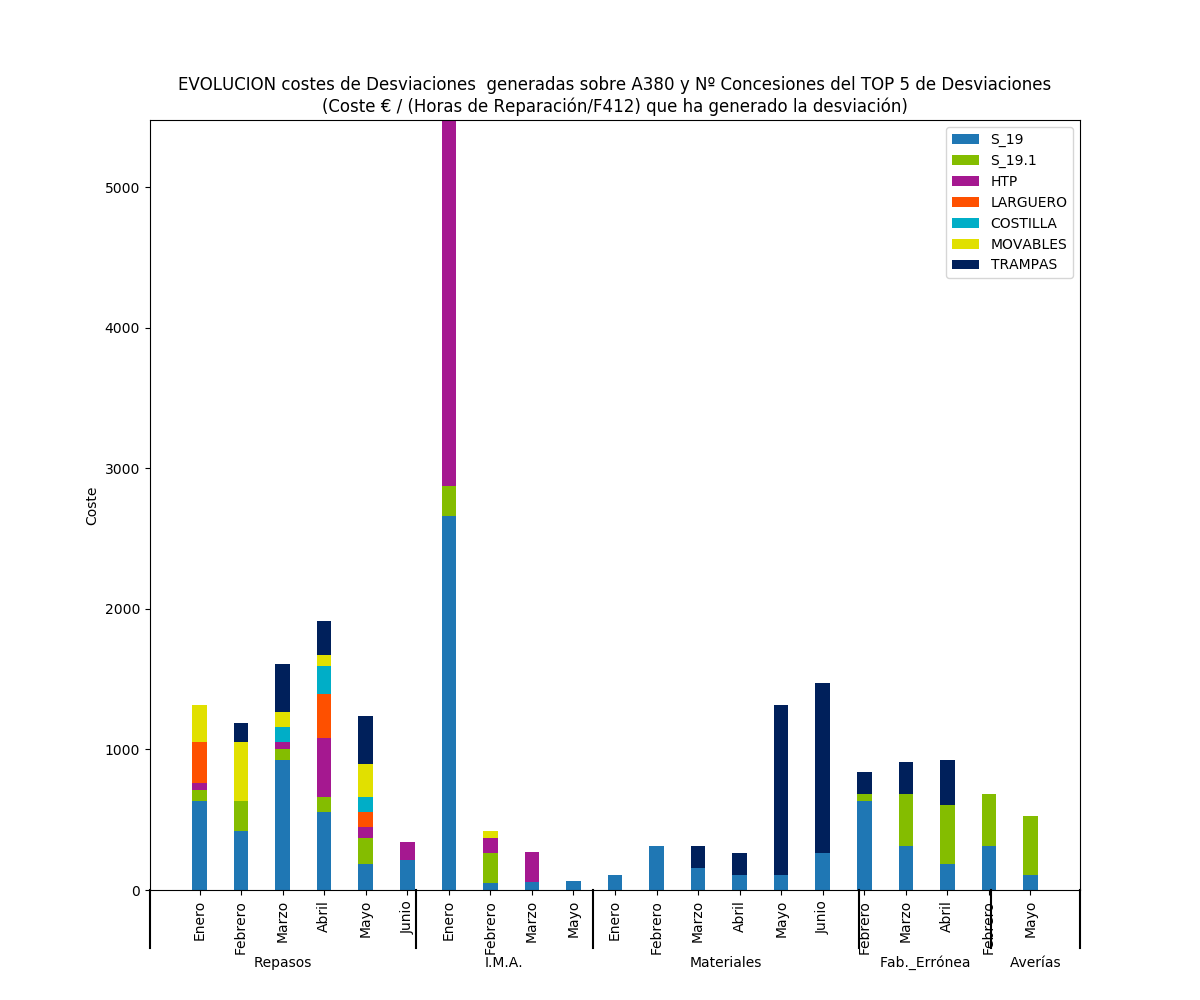 EVOLUCION costes de Desviaciones  generadas sobre A380 y Nº Concesiones del TOP 5 de Desviaciones
(Coste € / (Horas de Reparación/F412) que ha generado la desviación)
S_19
S_19.1
HTP
LARGUERO
COSTILLA
MOVABLES
TRAMPAS
Coste
5000
4000
3000
2000
1000
0
Enero
Febrero
Marzo
Abril
Mayo
Junio
Enero
Febrero
Marzo
Mayo
Enero
Febrero
Marzo
Abril
Mayo
Junio
Febrero
Marzo
Abril
Febrero
Mayo
Repasos
I.M.A.
Materiales
Fab._Errónea
Averías